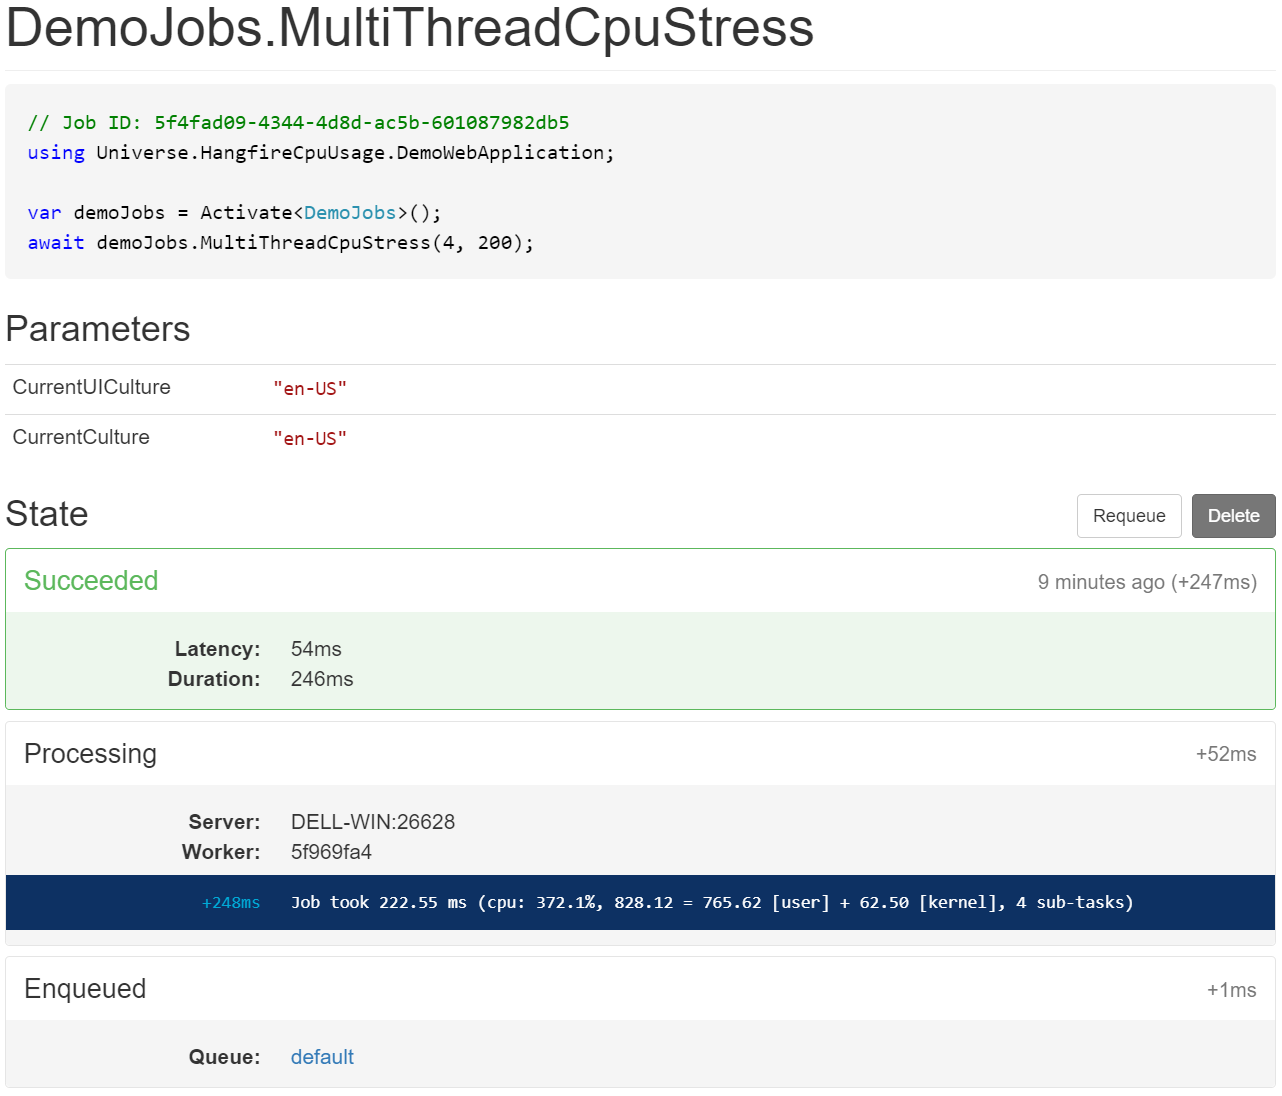 DemoJobs.MultiThreadCpuStress
// Job ID: 5f4fad09-4344-4d8d-ac5b-601087982db5
using Universe.HangfireCpuUsage.DemoWebApplication;
var demoJobs = Activate<DemoJobs>();
await demoJobs.MultiThreadCpuStress(4, 200);
Parameters
CurrentUICulture "en-US"
CurrentCulture "en-US"
State Requeue Delete
Succeeded 9 minutes ago (+247ms)
Latency: 54ms
Duration: 246ms
Processing +52ms
Server: DELL-WIN:26628
Worker: 5f969fa4
+248ms Job took 222.55 ms (cpu: 372.1%, 828.12 = 765.62 [user] + 62.50 [kernel], 4 sub-tasks)
Enqueued +1ms
Queue: default